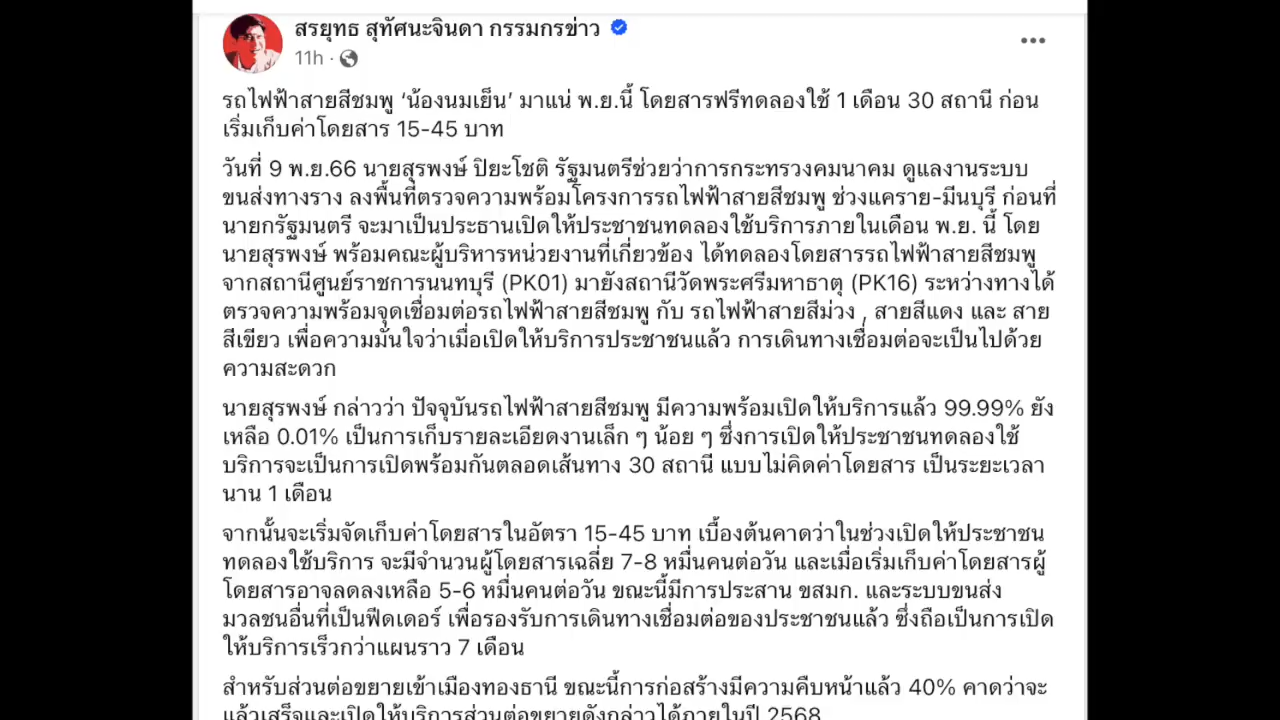 สรยุทธ สุทัศนะจินดา กรรมกรข่าว
11h ·
รถไฟฟ้าสายสีชมพู ‘น้องนมเย็น’ มาแน่ พ.ย.นี้ โดยสารฟรีทดลองใช้ 1 เดือน 30 สถานี ก่อน
เริ่มเก็บค่าโดยสาร 15-45 บาท
วันที่ 9 พ.ย.66 นายสุรพงษ์ ปิยะโชติ รัฐมนตรีช่วยว่าการกระทรวงคมนาคม ดูแลงานระบบ
ขนส่งทางราง ลงพื้นที่ตรวจความพร้อมโครงการรถไฟฟ้าสายสีชมพู ช่วงแคราย-มีนบุรี ก่อนที่
นายกรัฐมนตรี จะมาเป็นประธานเปิดให้ประชาชนทดลองใช้บริการภายในเดือน พ.ย. นี้ โดย
นายสุรพงษ์ พร้อมคณะผู้บริหารหน่วยงานที่เกี่ยวข้อง ได้ทดลองโดยสารรถไฟฟ้าสายสีชมพู
จากสถานีศูนย์ราชการนนทบุรี (PK01) มายังสถานีวัดพระศรีมหาธาตุ (PK16) ระหว่างทางได้
ตรวจความพร้อมจุดเชื่อมต่อรถไฟฟ้าสายสีชมพู กับ รถไฟฟ้าสายสีม่วง , สายสีแดง และ สาย
สีเขียว เพื่อความมั่นใจว่าเมื่อเปิดให้บริการประชาชนแล้ว การเดินทางเชื่อมต่อจะเป็นไปด้วย
ความสะดวก
นายสุรพงษ์ กล่าวว่า ปัจจุบันรถไฟฟ้าสายสีชมพู มีความพร้อมเปิดให้บริการแล้ว 99.99% ยัง
เหลือ 0.01% เป็นการเก็บรายละเอียดงานเล็ก ๆ น้อย ๆ ซึ่งการเปิดให้ประชาชนทดลองใช้
บริการจะเป็นการเปิดพร้อมกันตลอดเส้นทาง 30 สถานี แบบไม่คิดค่าโดยสาร เป็นระยะเวลา
นาน 1 เดือน
จากนั้นจะเริ่มจัดเก็บค่าโดยสารในอัตรา 15-45 บาท เบื้องต้นคาดว่าในช่วงเปิดให้ประชาชน
ทดลองใช้บริการ จะมีจำนวนผู้โดยสารเฉลี่ย 7-8 หมื่นคนต่อวัน และเมื่อเริ่มเก็บค่าโดยสารผู้
โดยสารอาจลดลงเหลือ 5-6 หมื่นคนต่อวัน ขณะนี้มีการประสาน ขสมก. และระบบขนส่ง
มวลชนอื่นที่เป็นฟีดเดอร์ เพื่อรองรับการเดินทางเชื่อมต่อของประชาชนแล้ว ซึ่งถือเป็นการเปิด
ให้บริการเร็วกว่าแผนราว 7 เดือน
สำหรับส่วนต่อขยายเข้าเมืองทองธานี ขณะนี้การก่อสร้างมีความคืบหน้าแล้ว 40% คาดว่าจะ
แล้วเสร็จและเปิดให้บริการส่วนต่อขยายดังกล่าวได้ภายในปี 2568